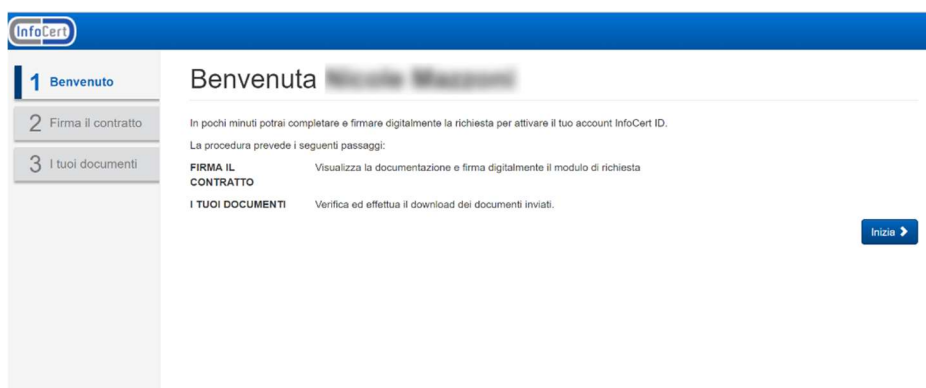 InfoCert
1 Benvenuto
2 Firma il contratto
3 I tuoi documenti
Benvenuta
In pochi minuti potrai completare e firmare digitalmente la richiesta per attivare il tuo account InfoCert ID.
La procedura prevede i seguenti passaggi:
FIRMA IL
CONTRATTO
Visualizza la documentazione e firma digitalmente il modulo di richiesta
I TUOI DOCUMENTI
Verifica ed effettua il download dei documenti inviati.
Inizia